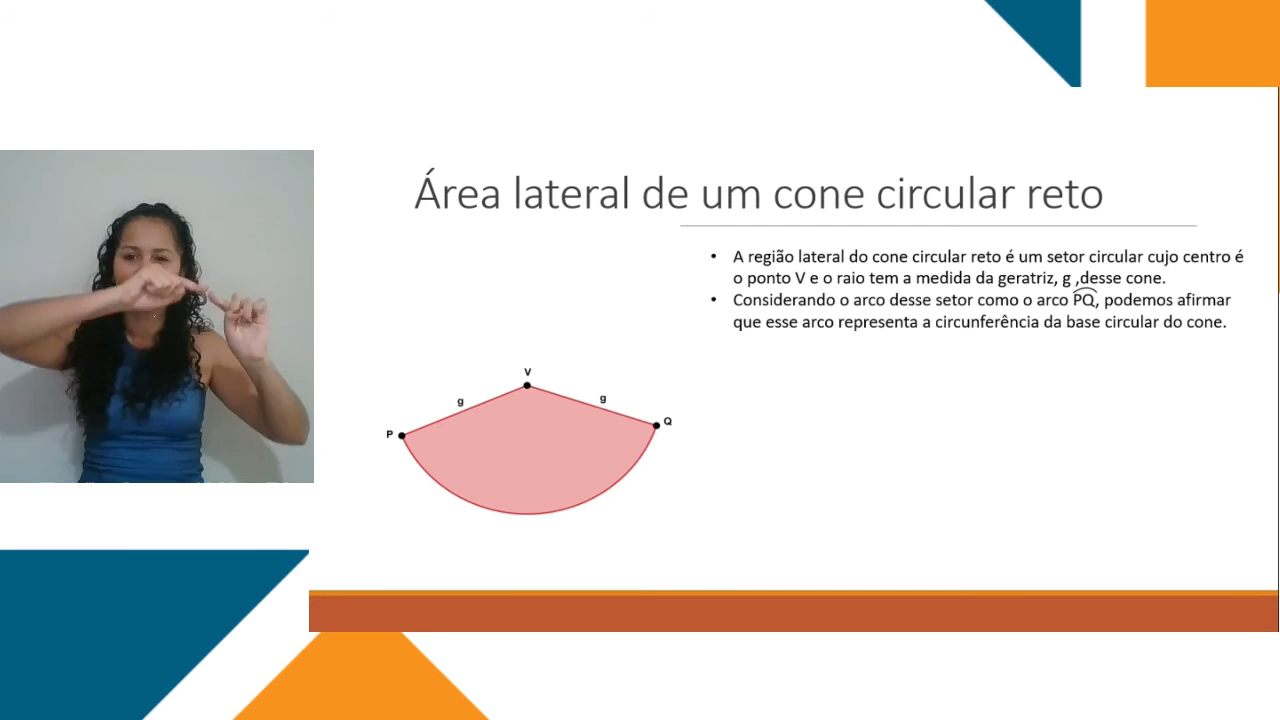 Área lateral de um cone circular reto
• A região lateral do cone circular reto é um setor circular cujo centro é
o ponto V e o raio tem a medida da geratriz, g ,desse cone.
• Considerando o arco desse setor como o arco PQ, podemos afirmar
que esse arco representa a circunferência da base circular do cone.
V
g
g
P
Q